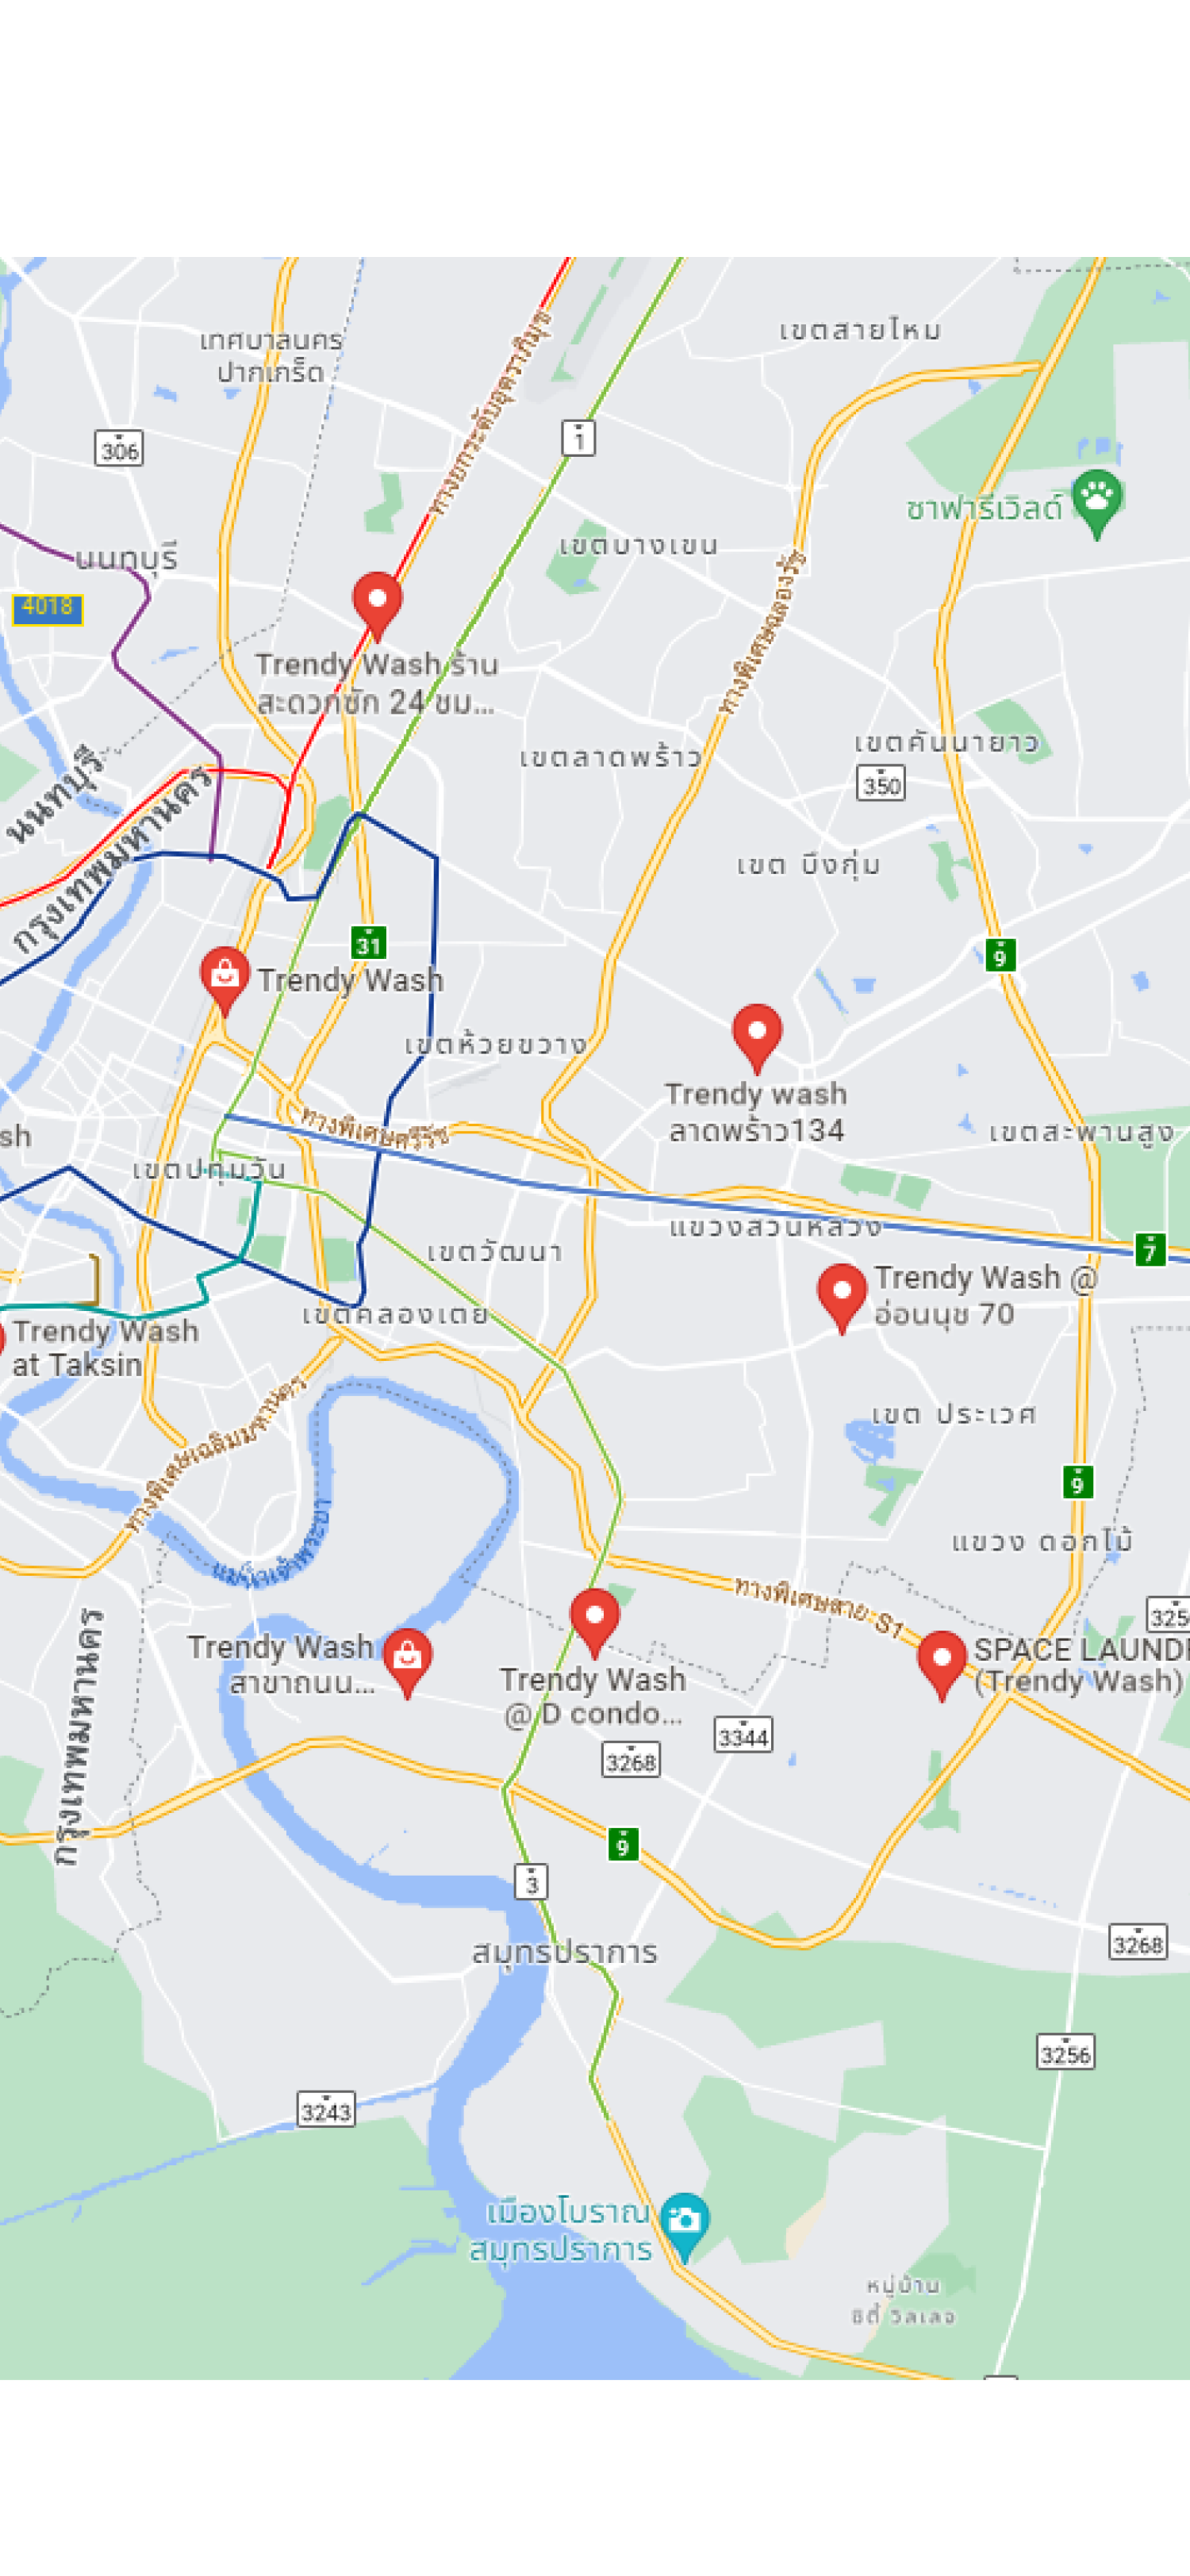 เขตสายไหม
เทศบาลนคร
ปากเกร็ด
ทางยกระดับอุตราภิมุข
1
306
ซาฟารีเวิลด์
เขตบางเขน
นนทบุรี
4018
ทางพิเศษฉลองรัช
Trendy Wash ร้าน
สะดวกซัก 24 ชม...
เขตคันนายาว
เขตลาดพร้าว
350
นนทบุรี
กรุงเทพมหานคร
เขต บึงกุ่ม
31
9
Trendy Wash
เขตห้วยขวาง
Trendy wash
ลาดพร้าว134
ทางพิเศษศรีรัช
sh
เขตสะพานสูง
เขตปทุมวัน
แขวงสวนหลวง
เขตวัฒนา
7
Trendy Wash @
อ่อนนุช 70
เขตคลองเตย
Trendy Wash
at Taksin
เขต ประเวศ
ทางพิเศษเฉลิมมหานคร
9
แม่น้ำเจ้าพระยา
แขวง ดอกไม้
ทางพิเศษสาย S1
325
Trendy Wash
สาขาถนน...
Trendy Wash
@ D condo...
SPACE LAUND
(Trendy Wash)
กรุงเทพมหานคร
3344
3268
9
3
สมุทรปราการ
3268
3256
3243
เมืองโบราณ
สมุทรปราการ
หมู่บ้าน
ซิตี้ วิลเลจ